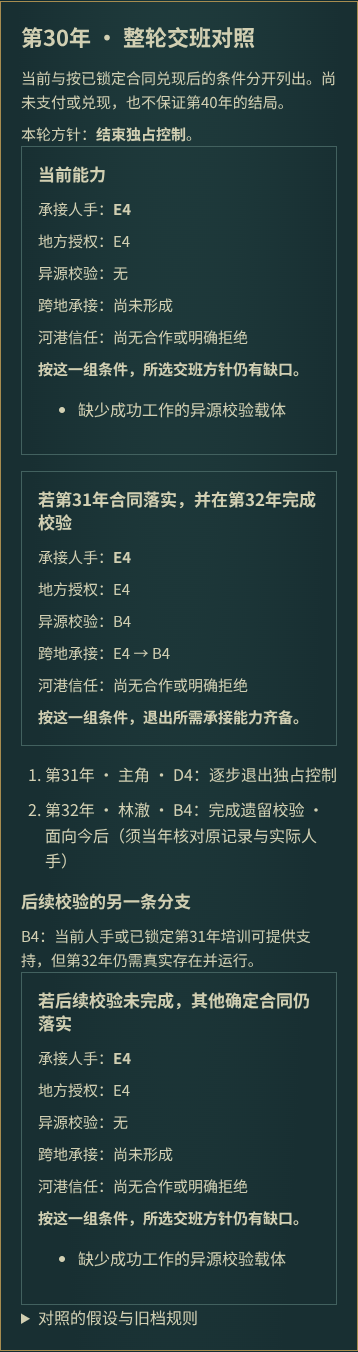 第30年 · 整轮交班对照
当前与按已锁定合同兑现后的条件分开列出。尚
未支付或兑现，也不保证第40年的结局。
本轮方针：结束独占控制。
当前能力
承接人手：E4
地方授权：E4
异源校验：无
跨地承接：尚未形成
河港信任：尚无合作或明确拒绝
按这一组条件，所选交班方针仍有缺口。
• 缺少成功工作的异源校验载体
若第31年合同落实，并在第32年完成
校验
承接人手：E4
地方授权：E4
异源校验：B4
跨地承接：E4 → B4
河港信任：尚无合作或明确拒绝
按这一组条件，退出所需承接能力齐备。
1. 第31年 · 主角 · D4：逐步退出独占控制
2. 第32年 · 林澈 · B4：完成遗留校验 ·
面向今后（须当年核对原记录与实际人
手）
后续校验的另一条分支
B4：当前人手或已锁定第31年培训可提供支
持，但第32年仍需真实存在并运行。
若后续校验未完成，其他确定合同仍
落实
承接人手：E4
地方授权：E4
异源校验：无
跨地承接：尚未形成
河港信任：尚无合作或明确拒绝
按这一组条件，所选交班方针仍有缺口。
• 缺少成功工作的异源校验载体
▶ 对照的假设与旧档规则